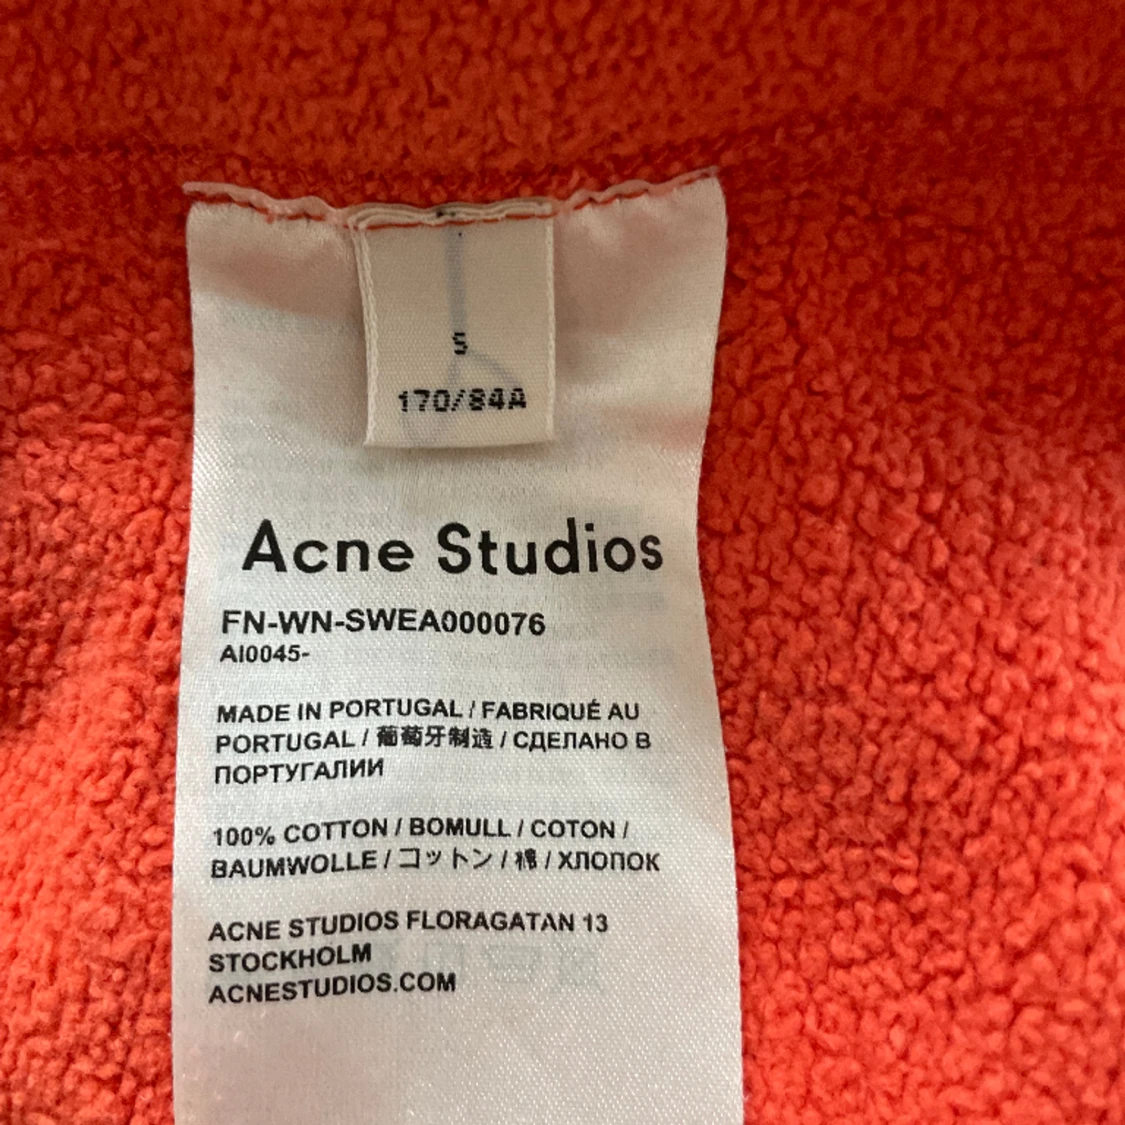 S
170/84A
Acne Studios
FN-WN-SWEA000076
AI0045-
MADE IN PORTUGAL / FABRIQUÉ AU
PORTUGAL / 葡萄牙制造 / СДЕЛАНО В
ПОРТУГАЛИИ
100% COTTON / BOMULL / COTON /
BAUMWOLLE / コットン / 棉 / ХЛОПОК
ACNE STUDIOS FLORAGATAN 13
STOCKHOLM
ACNESTUDIOS.COM